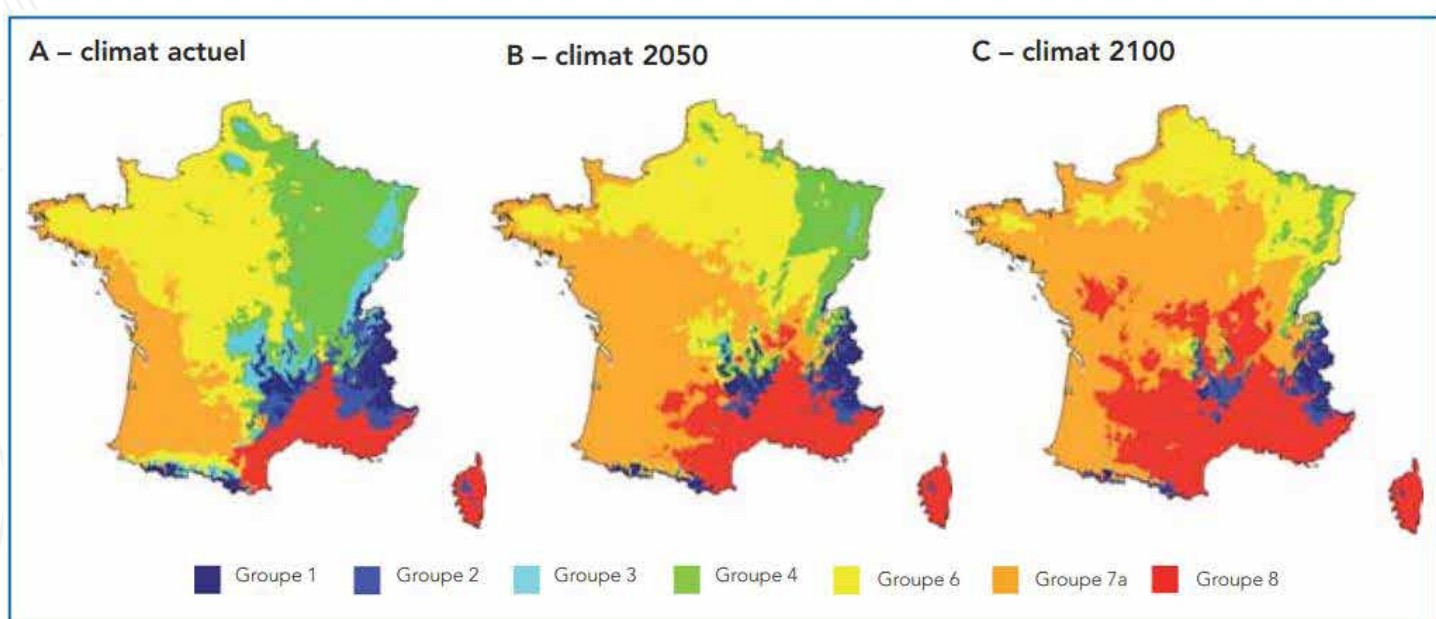 A – climat actuel
B – climat 2050
C – climat 2100
Groupe 1
Groupe 2
Groupe 3
Groupe 4
Groupe 6
Groupe 7a
Groupe 8